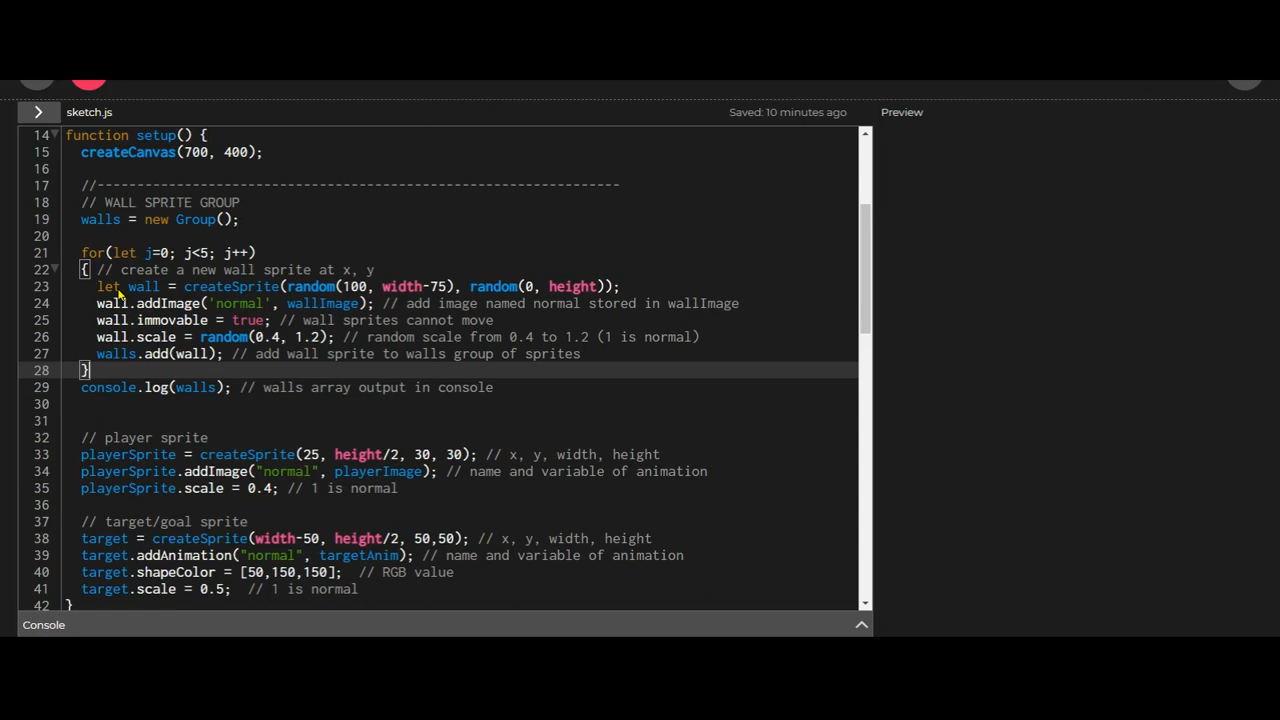 sketch.js
Saved: 10 minutes ago
Preview
14 function setup() {
15 createCanvas(700, 400);
16
17 //------------------------------------------------------------------
18 // WALL SPRITE GROUP
19 walls = new Group();
20
21 for(let j=0; j<5; j++)
22 { // create a new wall sprite at x, y
23 let wall = createSprite(random(100, width-75), random(0, height));
24 wall.addImage('normal', wallImage); // add image named normal stored in wallImage
25 wall.immovable = true; // wall sprites cannot move
26 wall.scale = random(0.4, 1.2); // random scale from 0.4 to 1.2 (1 is normal)
27 walls.add(wall); // add wall sprite to walls group of sprites
28 }
29 console.log(walls); // walls array output in console
30
31
32 // player sprite
33 playerSprite = createSprite(25, height/2, 30, 30); // x, y, width, height
34 playerSprite.addImage("normal", playerImage); // name and variable of animation
35 playerSprite.scale = 0.4; // 1 is normal
36
37 // target/goal sprite
38 target = createSprite(width-50, height/2, 50,50); // x, y, width, height
39 target.addAnimation("normal", targetAnim); // name and variable of animation
40 target.shapeColor = [50,150,150]; // RGB value
41 target.scale = 0.5; // 1 is normal
42 }
Console